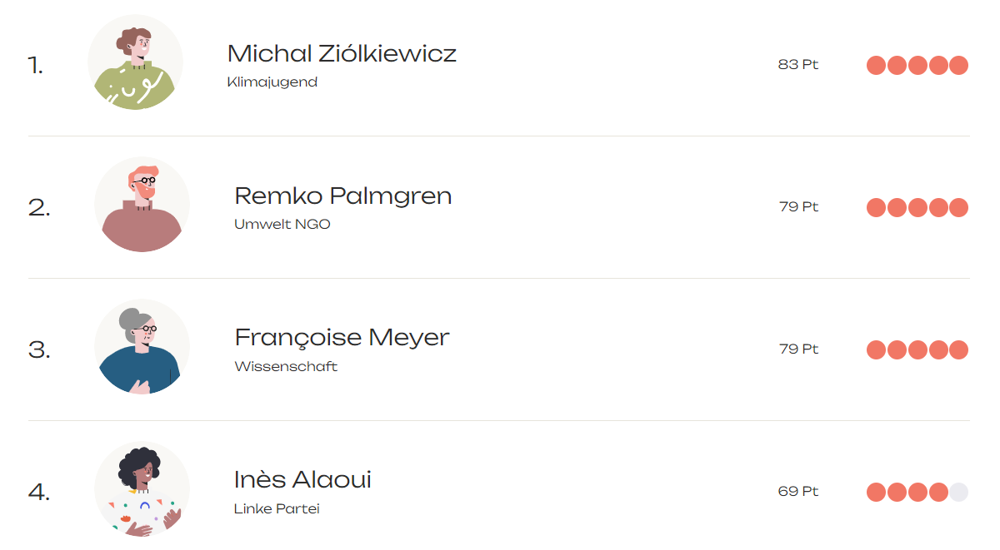 1.
Michal Ziólkiewicz
Klimajugend
83 Pt
2.
Remko Palmgren
Umwelt NGO
79 Pt
3.
Françoise Meyer
Wissenschaft
79 Pt
4.
Inès Alaoui
Linke Partei
69 Pt